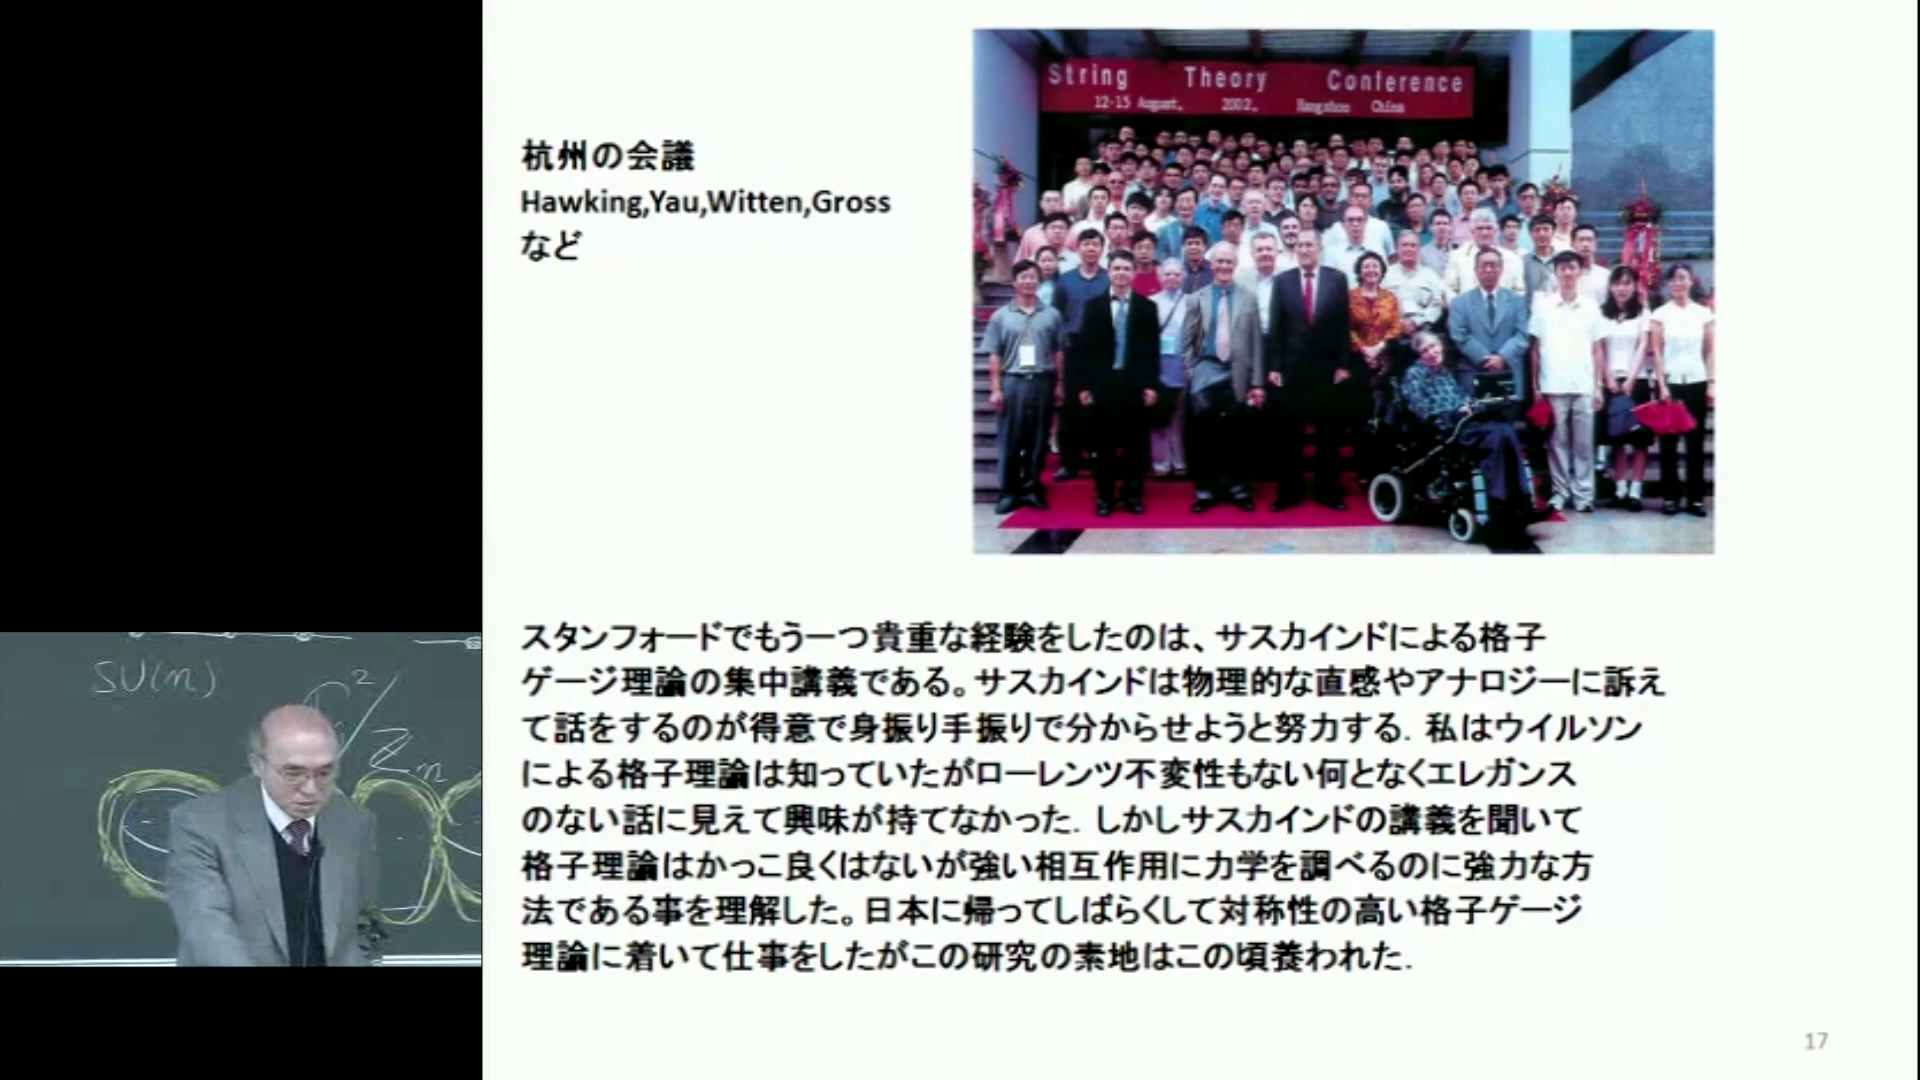 杭州の会議
Hawking,Yau,Witten,Gross
など
String Theory Conference
12-15 August, 2002, Hangzhou China
スタンフォードでもう一つ貴重な経験をしたのは、サスカインドによる格子
ゲージ理論の集中講義である。サスカインドは物理的な直感やアナロジーに訴え
て話をするのが得意で身振り手振りで分からせようと努力する. 私はウイルソン
による格子理論は知っていたがローレンツ不変性もない何となくエレガンス
のない話に見えて興味が持てなかった. しかしサスカインドの講義を聞いて
格子理論はかっこ良くはないが強い相互作用に力学を調べるのに強力な方
法である事を理解した。日本に帰ってしばらくして対称性の高い格子ゲージ
理論に着いて仕事をしたがこの研究の素地はこの頃養われた.
SU(n)
C²/Zn
17